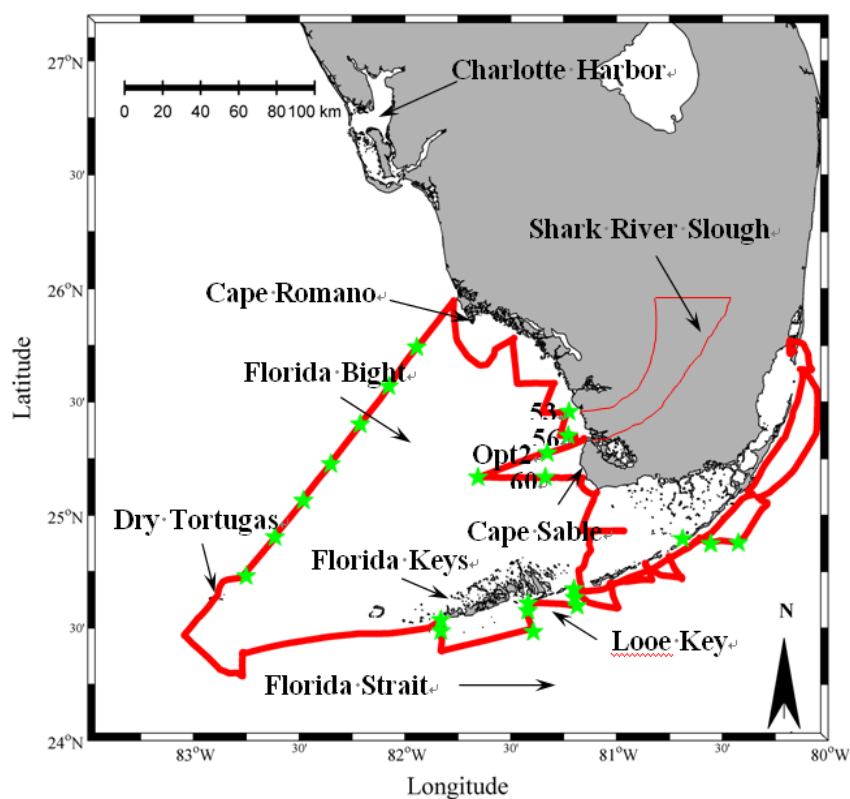 27°N
Charlotte Harbor
0 20 40 60 80 100 km
30'
Shark River Slough
26°N
Cape Romano
Latitude
Florida Bight
30'
53
56
Opt2
60
25°N
Dry Tortugas
Cape Sable
Florida Keys
N
30'
Looe Key
Florida Strait
24°N
83°W 30' 82°W 30' 81°W 30' 80°W
Longitude